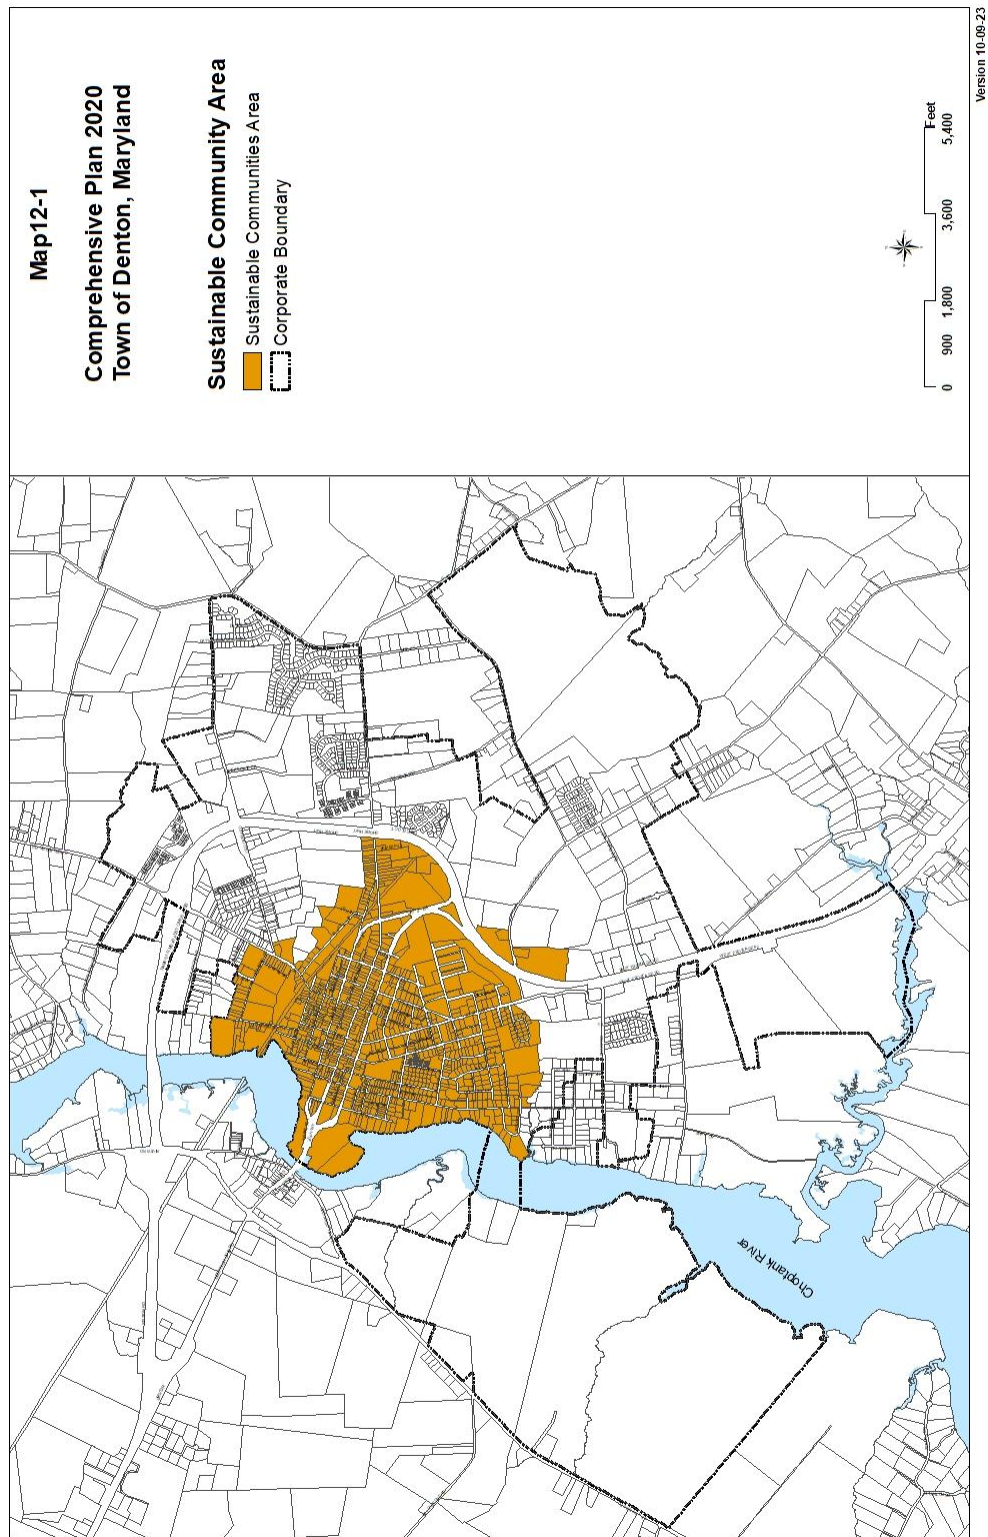 Map12-1
Comprehensive Plan 2020
Town of Denton, Maryland
Sustainable Community Area
Sustainable Communities Area
Corporate Boundary
Feet
0 900 1,800 3,600 5,400
Choptank River
Version 10-09-23